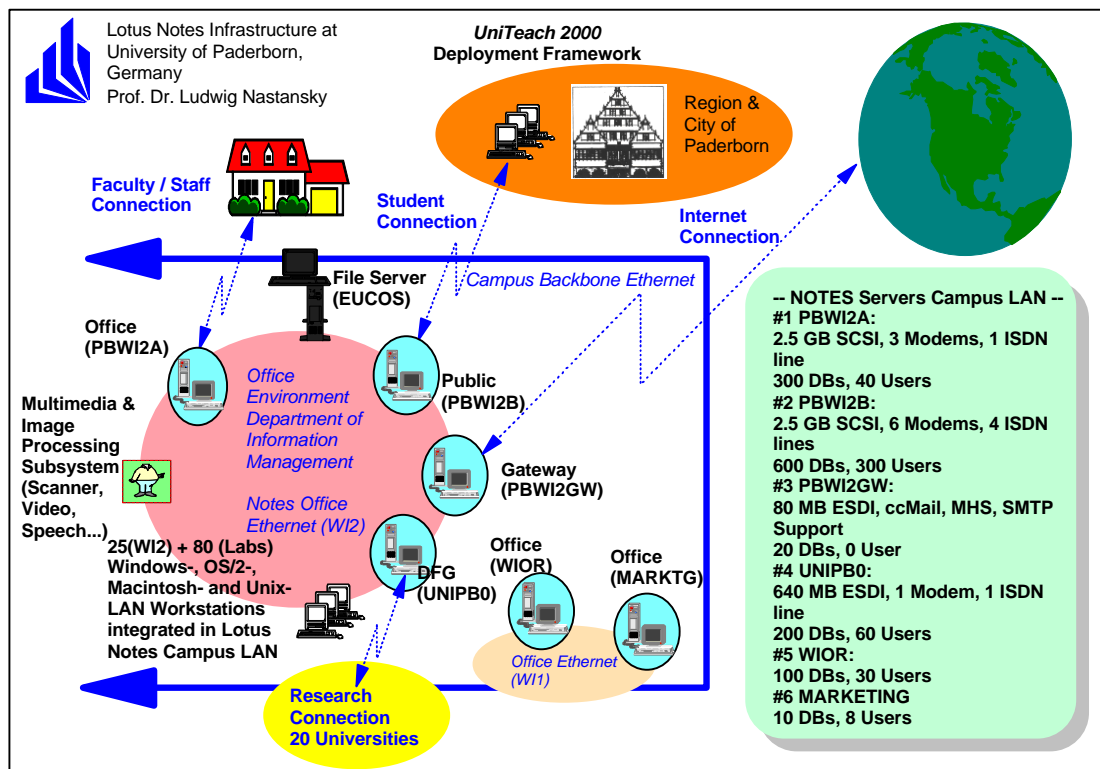 Lotus Notes Infrastructure at
University of Paderborn,
Germany
Prof. Dr. Ludwig Nastansky
UniTeach 2000
Deployment Framework
Region &
City of
Paderborn
Faculty / Staff
Connection
Student
Connection
Internet
Connection
File Server
(EUCOS)
Campus Backbone Ethernet
Office
(PBWI2A)
Office
Environment
Department of
Information
Management
Public
(PBWI2B)
Multimedia &
Image
Processing
Subsystem
(Scanner,
Video,
Speech...)
Gateway
(PBWI2GW)
Notes Office
Ethernet (WI2)
25(WI2) + 80 (Labs)
Windows-, OS/2-,
Macintosh- and Unix-
LAN Workstations
integrated in Lotus
Notes Campus LAN
DFG
(UNIPB0)
Office
(WIOR)
Office
(MARKTG)
Office Ethernet
(WI1)
Research
Connection
20 Universities
-- NOTES Servers Campus LAN --
#1 PBWI2A:
2.5 GB SCSI, 3 Modems, 1 ISDN
line
300 DBs, 40 Users
#2 PBWI2B:
2.5 GB SCSI, 6 Modems, 4 ISDN
lines
600 DBs, 300 Users
#3 PBWI2GW:
80 MB ESDI, ccMail, MHS, SMTP
Support
20 DBs, 0 User
#4 UNIPB0:
640 MB ESDI, 1 Modem, 1 ISDN
line
200 DBs, 60 Users
#5 WIOR:
100 DBs, 30 Users
#6 MARKETING
10 DBs, 8 Users